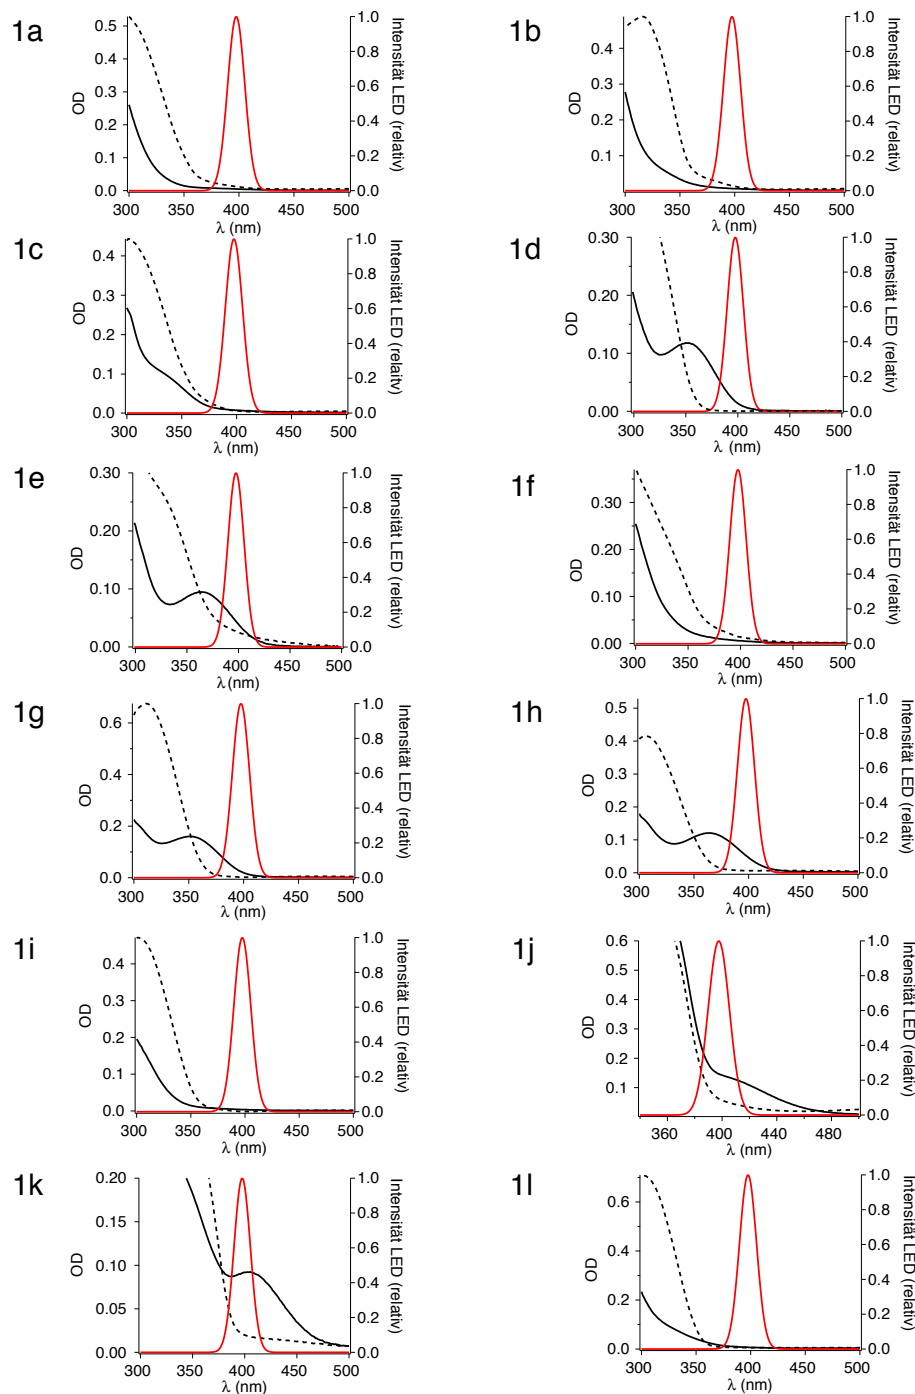 1a
OD
0.5
0.4
0.3
0.2
0.1
0.0
1.0
0.8
0.6
0.4
0.2
0.0
Intensität LED (relativ)
300 350 400 450 500
λ (nm)
1b
OD
0.4
0.3
0.2
0.1
1.0
0.8
0.6
0.4
0.2
0.0
Intensität LED (relativ)
300 350 400 450 500
λ (nm)
1c
OD
0.4
0.3
0.2
0.1
0.0
1.0
0.8
0.6
0.4
0.2
0.0
Intensität LED (relaitv)
300 350 400 450 500
λ (nm)
1d
OD
0.30
0.20
0.10
0.00
1.0
0.8
0.6
0.4
0.2
0.0
Intensität LED (relativ)
300 350 400 450 500
λ (nm)
1e
OD
0.30
0.20
0.10
0.00
1.0
0.8
0.6
0.4
0.2
0.0
Intensität LED (relativ)
300 350 400 450 500
λ (nm)
1f
OD
0.30
0.20
0.10
0.00
1.0
0.8
0.6
0.4
0.2
0.0
Intensität LED (relativ)
300 350 400 450 500
λ (nm)
1g
OD
0.6
0.4
0.2
0.0
1.0
0.8
0.6
0.4
0.2
0.0
Intensität LED (relativ)
300 350 400 450 500
λ (nm)
1h
OD
0.5
0.4
0.3
0.2
0.1
0.0
1.0
0.8
0.6
0.4
0.2
0.0
Intensität LED (relativ)
300 350 400 450 500
λ (nm)
1i
OD
0.4
0.2
0.0
1.0
0.8
0.6
0.4
0.2
0.0
Intensität LED (relativ)
300 350 400 450 500
λ (nm)
1j
OD
0.6
0.5
0.4
0.3
0.2
0.1
1.0
0.8
0.6
0.4
0.2
0.0
Intensität LED (relativ)
360 400 440 480
λ (nm)
1k
OD
0.20
0.15
0.10
0.05
0.00
1.0
0.8
0.6
0.4
0.2
0.0
Intensität LED (relativ)
300 350 400 450 500
λ (nm)
1l
OD
0.6
0.4
0.2
0.0
1.0
0.8
0.6
0.4
0.2
0.0
Intensität LED (relativ)
300 350 400 450 500
λ (nm)